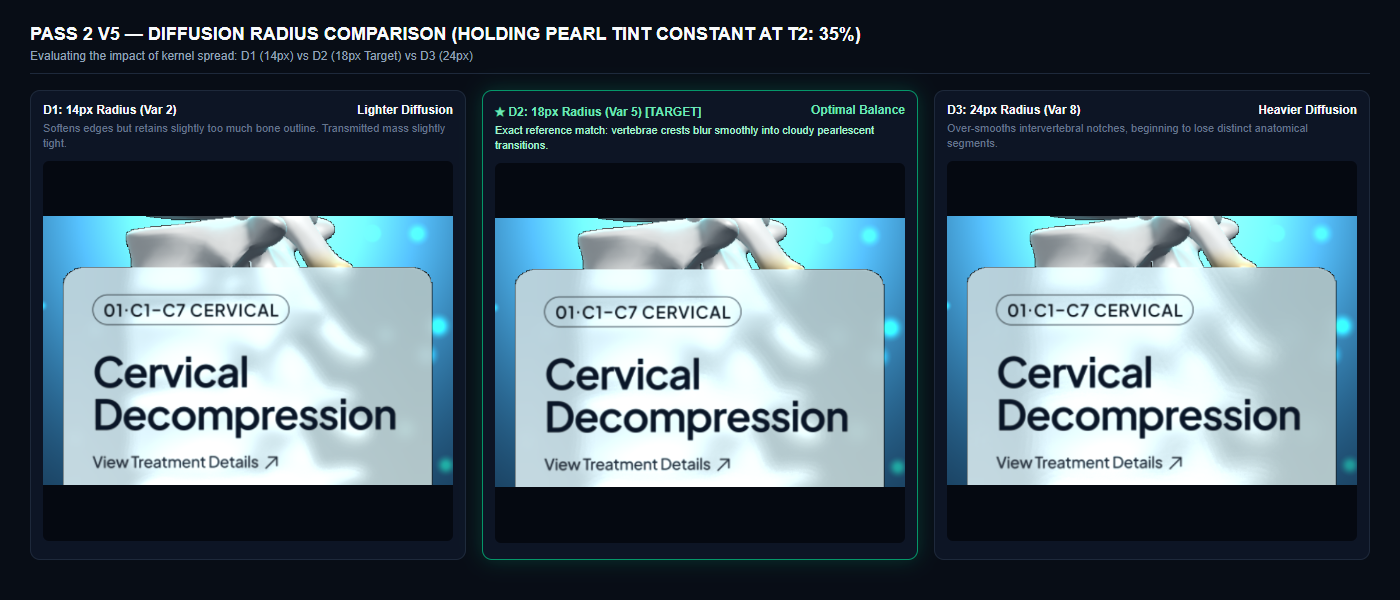 PASS 2 V5 — DIFFUSION RADIUS COMPARISON (HOLDING PEARL TINT CONSTANT AT T2: 35%)
Evaluating the impact of kernel spread: D1 (14px) vs D2 (18px Target) vs D3 (24px)
D1: 14px Radius (Var 2)
Lighter Diffusion
Softens edges but retains slightly too much bone outline. Transmitted mass slightly
tight.
01·C1–C7 CERVICAL
Cervical
Decompression
View Treatment Details ↗
★ D2: 18px Radius (Var 5) [TARGET]
Optimal Balance
Exact reference match: vertebrae crests blur smoothly into cloudy pearlescent
transitions.
01·C1–C7 CERVICAL
Cervical
Decompression
View Treatment Details ↗
D3: 24px Radius (Var 8)
Heavier Diffusion
Over-smooths intervertebral notches, beginning to lose distinct anatomical
segments.
01·C1–C7 CERVICAL
Cervical
Decompression
View Treatment Details ↗